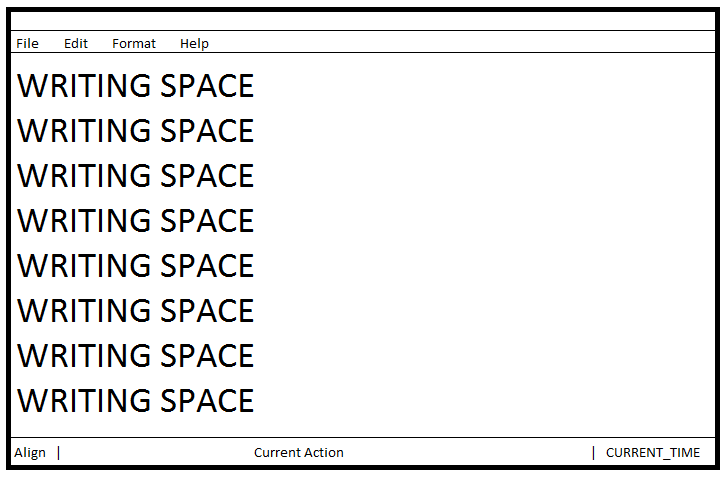 File Edit Format Help
WRITING SPACE
WRITING SPACE
WRITING SPACE
WRITING SPACE
WRITING SPACE
WRITING SPACE
WRITING SPACE
WRITING SPACE
Align | Current Action | CURRENT_TIME